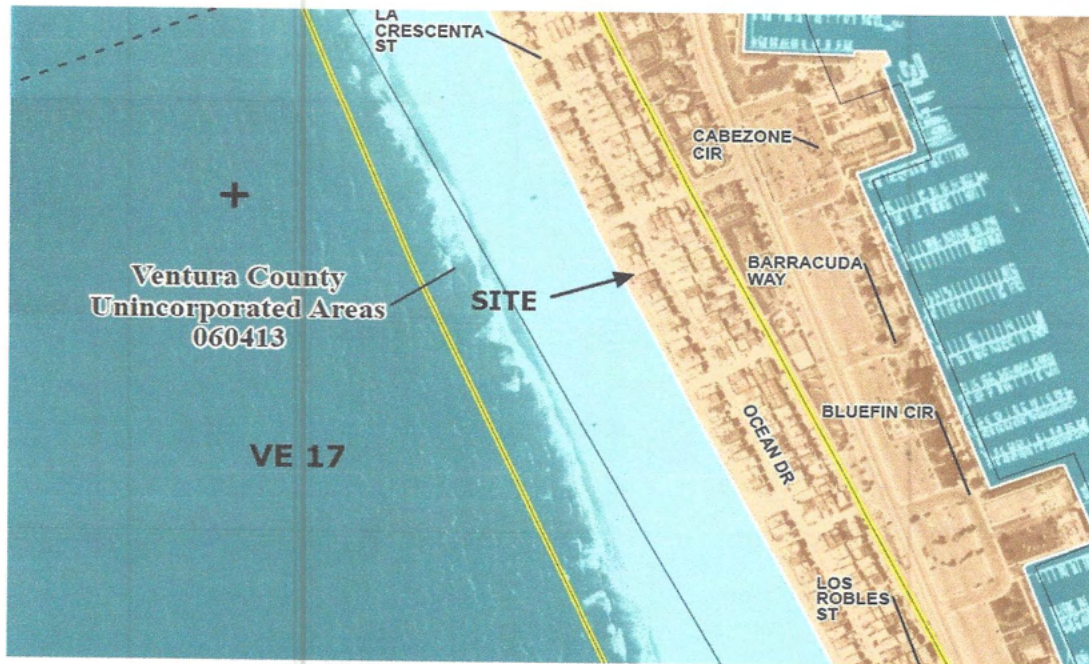 LA
CRESCENTA
ST
CABEZONE
CIR
Ventura County
Unincorporated Areas
060413
SITE
BARRACUDA
WAY
BLUEFIN CIR
OCEAN DR
VE 17
LOS
ROBLES
ST